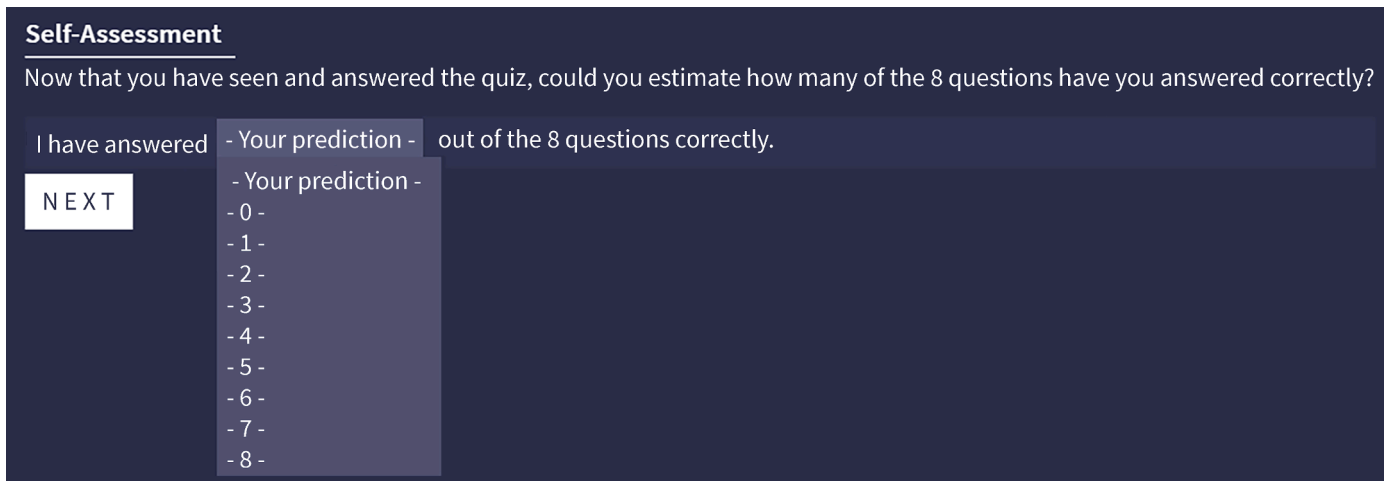 Self-Assessment
Now that you have seen and answered the quiz, could you estimate how many of the 8 questions have you answered correctly?
I have answered - Your prediction - out of the 8 questions correctly.
- Your prediction -
- 0 -
- 1 -
- 2 -
- 3 -
- 4 -
- 5 -
- 6 -
- 7 -
- 8 -
NEXT